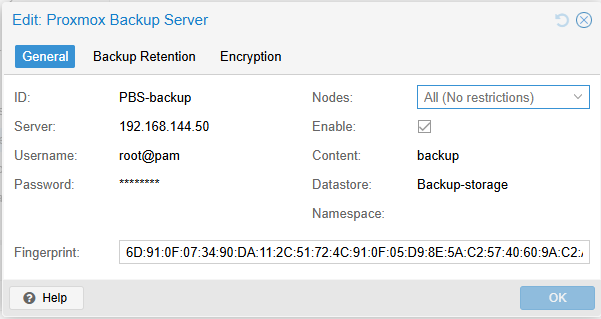 Edit: Proxmox Backup Server
General Backup Retention Encryption
ID: PBS-backup Nodes: All (No restrictions)
Server: 192.168.144.50 Enable:
Username: root@pam Content: backup
Password: ******** Datastore: Backup-storage
Namespace:
Fingerprint: 6D:91:0F:07:34:90:DA:11:2C:51:72:4C:91:0F:05:D9:8E:5A:C2:57:40:60:9A:C2:
Help OK